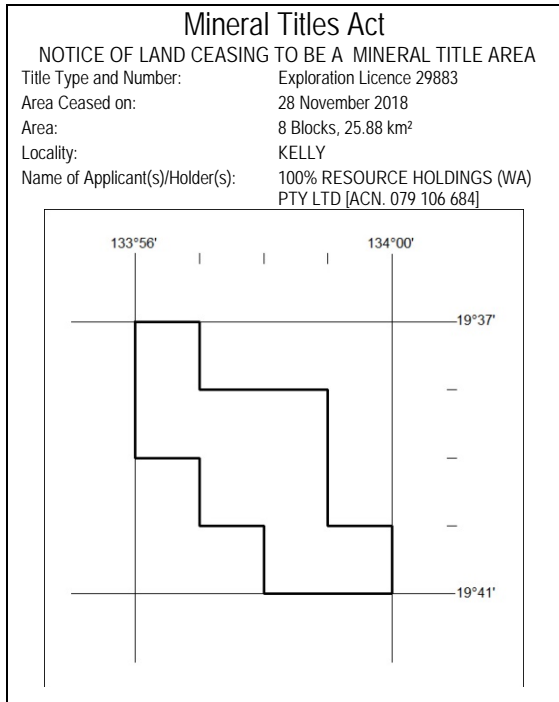 Mineral Titles Act
NOTICE OF LAND CEASING TO BE A MINERAL TITLE AREA
Title Type and Number: Exploration Licence 29883
Area Ceased on: 28 November 2018
Area: 8 Blocks, 25.88 km²
Locality: KELLY
Name of Applicant(s)/Holder(s): 100% RESOURCE HOLDINGS (WA)
PTY LTD [ACN. 079 106 684]
133°56' 134°00'
19°37'
19°41'